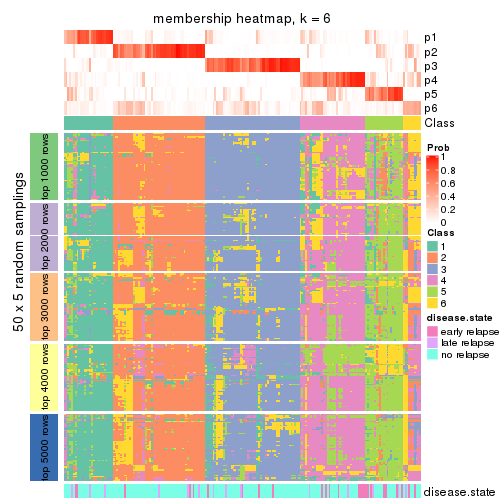 membership heatmap, k = 6
p1
p2
p3
p4
p5
p6
Class
50 x 5 random samplings
top 1000 rows
top 2000 rows
top 3000 rows
top 4000 rows
top 5000 rows
Prob
1
0.8
0.6
0.4
0.2
0
Class
1
2
3
4
5
6
disease.state
early relapse
late relapse
no relapse
disease.state